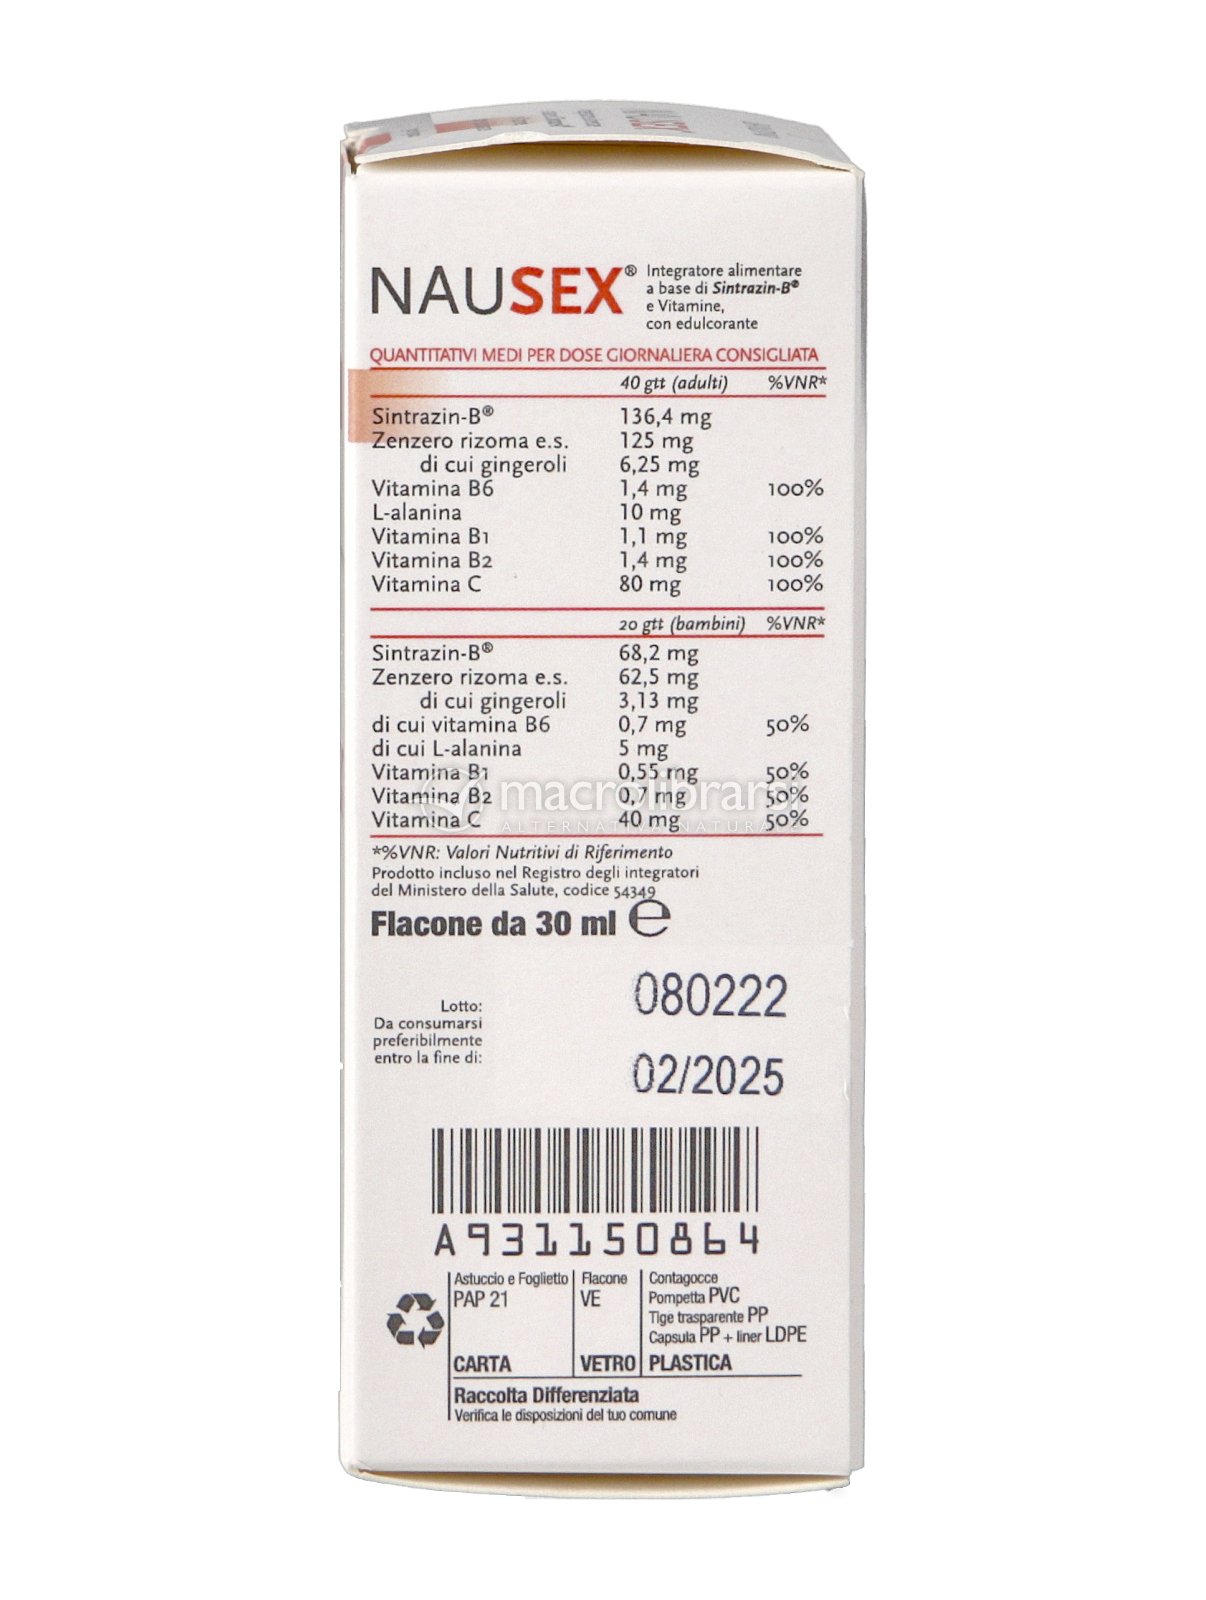 NAUSEX®
Integratore alimentare
a base di Sintrazin-B®
e Vitamine,
con edulcorante
QUANTITATIVI MEDI PER DOSE GIORNALIERA CONSIGLIATA
40 gtt (adulti) %VNR*
Sintrazin-B® 136,4 mg
Zenzero rizoma e.s. 125 mg
di cui gingeroli 6,25 mg
Vitamina B6 1,4 mg 100%
L-alanina 10 mg
Vitamina B1 1,1 mg 100%
Vitamina B2 1,4 mg 100%
Vitamina C 80 mg 100%
20 gtt (bambini) %VNR*
Sintrazin-B® 68,2 mg
Zenzero rizoma e.s. 62,5 mg
di cui gingeroli 3,13 mg
di cui vitamina B6 0,7 mg 50%
di cui L-alanina 5 mg
Vitamina B1 0,55 mg 50%
Vitamina B2 0,7 mg 50%
Vitamina C 40 mg 50%
macrolibrarsi
*%VNR: Valori Nutritivi di Riferimento
Prodotto incluso nel Registro degli integratori
del Ministero della Salute, codice 54349
Flacone da 30 ml ℮
Lotto: 080222
Da consumarsi
preferibilmente
entro la fine di: 02/2025
A931150864
Astuccio e Foglietto
PAP 21
CARTA
Flacone
VE
VETRO
Contagocce
Pompetta PVC
Tige trasparente PP
Capsula PP + liner LDPE
PLASTICA
Raccolta Differenziata
Verifica le disposizioni del tuo comune